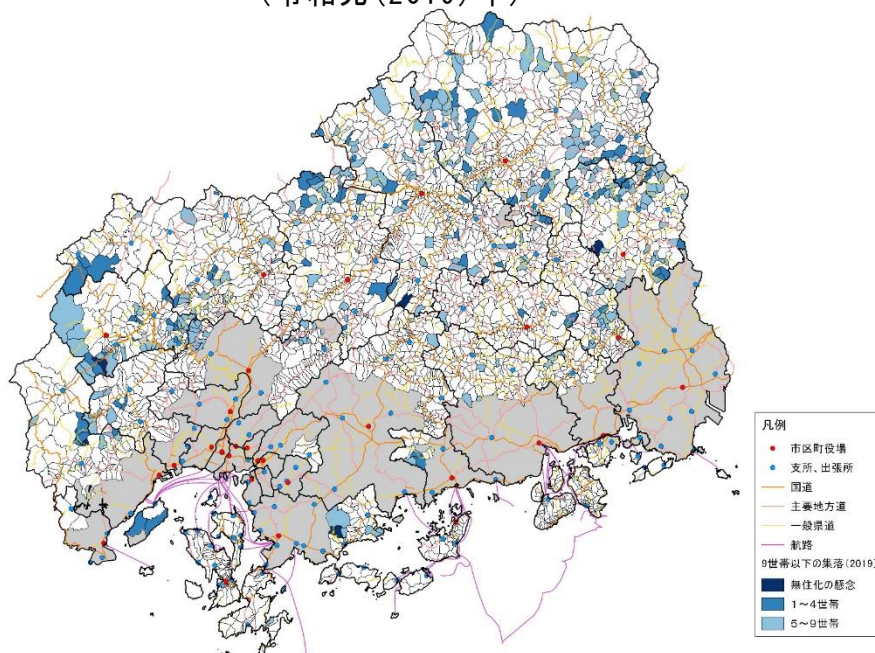 凡例
市区町役場
支所、出張所
国道
主要地方道
一般県道
航路
9世帯以下の集落(2019)
無住化の懸念
1～4世帯
5～9世帯